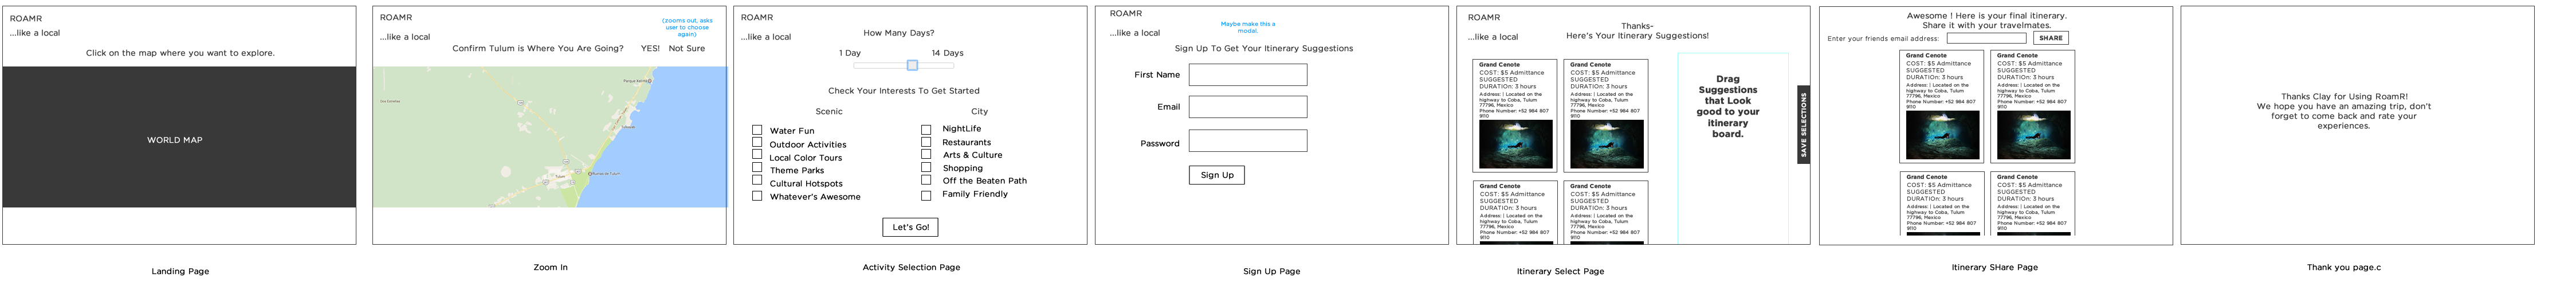 ROAMR
...like a local
Click on the map where you want to explore.
WORLD MAP
Landing Page
ROAMR
(zooms out, asks
user to choose
again)
...like a local
Confirm Tulum is Where You Are Going? YES! Not Sure
Tulum
Ruinas de Tulum
Zoom In
ROAMR
...like a local
How Many Days?
1 Day 14 Days
Check Your Interests To Get Started
Scenic City
Water Fun
Outdoor Activities
Local Color Tours
Theme Parks
Cultural Hotspots
Whatever's Awesome
NightLife
Restaurants
Arts & Culture
Shopping
Off the Beaten Path
Family Friendly
Let's Go!
Activity Selection Page
ROAMR
...like a local
Maybe make this a
modal.
Sign Up To Get Your Itinerary Suggestions
First Name
Email
Password
Sign Up
Sign Up Page
ROAMR
...like a local
Thanks-
Here's Your Itinerary Suggestions!
Grand Cenote
COST: $5 Admittance
SUGGESTED
DURATIOn: 3 hours
Address: | Located on the
highway to Coba, Tulum
77796, Mexico
Phone Number: +52 984 807
9110
Grand Cenote
COST: $5 Admittance
SUGGESTED
DURATIOn: 3 hours
Address: | Located on the
highway to Coba, Tulum
77796, Mexico
Phone Number: +52 984 807
9110
Grand Cenote
COST: $5 Admittance
SUGGESTED
DURATIOn: 3 hours
Address: | Located on the
highway to Coba, Tulum
77796, Mexico
Phone Number: +52 984 807
9110
Grand Cenote
COST: $5 Admittance
SUGGESTED
DURATIOn: 3 hours
Address: | Located on the
highway to Coba, Tulum
77796, Mexico
Phone Number: +52 984 807
9110
Drag
Suggestions
that Look
good to your
itinerary
board.
SAVE SELECTIONS
Itinerary Select Page
Awesome ! Here is your final itinerary.
Share it with your travelmates.
Enter your friends email address: SHARE
Grand Cenote
COST: $5 Admittance
SUGGESTED
DURATIOn: 3 hours
Address: | Located on the
highway to Coba, Tulum
77796, Mexico
Phone Number: +52 984 807
9110
Grand Cenote
COST: $5 Admittance
SUGGESTED
DURATIOn: 3 hours
Address: | Located on the
highway to Coba, Tulum
77796, Mexico
Phone Number: +52 984 807
9110
Grand Cenote
COST: $5 Admittance
SUGGESTED
DURATIOn: 3 hours
Address: | Located on the
highway to Coba, Tulum
77796, Mexico
Phone Number: +52 984 807
9110
Grand Cenote
COST: $5 Admittance
SUGGESTED
DURATIOn: 3 hours
Address: | Located on the
highway to Coba, Tulum
77796, Mexico
Phone Number: +52 984 807
9110
Itinerary SHare Page
Thanks Clay for Using RoamR!
We hope you have an amazing trip, don't
forget to come back and rate your
experiences.
Thank you page.c